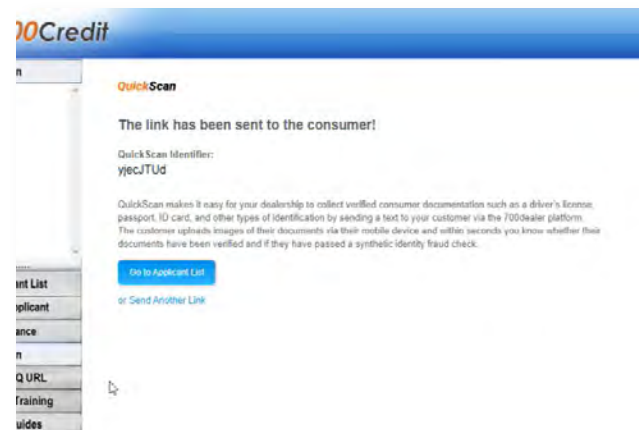 00Credit
n
QuickScan
The link has been sent to the consumer!
QuickScan Identifier:
yjecJTUd
QuickScan makes it easy for your dealership to collect verified consumer documentation such as a driver's license,
passport, ID card, and other types of identification by sending a text to your customer via the 700dealer platform.
The customer uploads images of their documents via their mobile device and within seconds you know whether their
documents have been verified and if they have passed a synthetic identity fraud check.
Go to Applicant List
or Send Another Link
ant List
pplicant
ance
n
Q URL
Training
uides